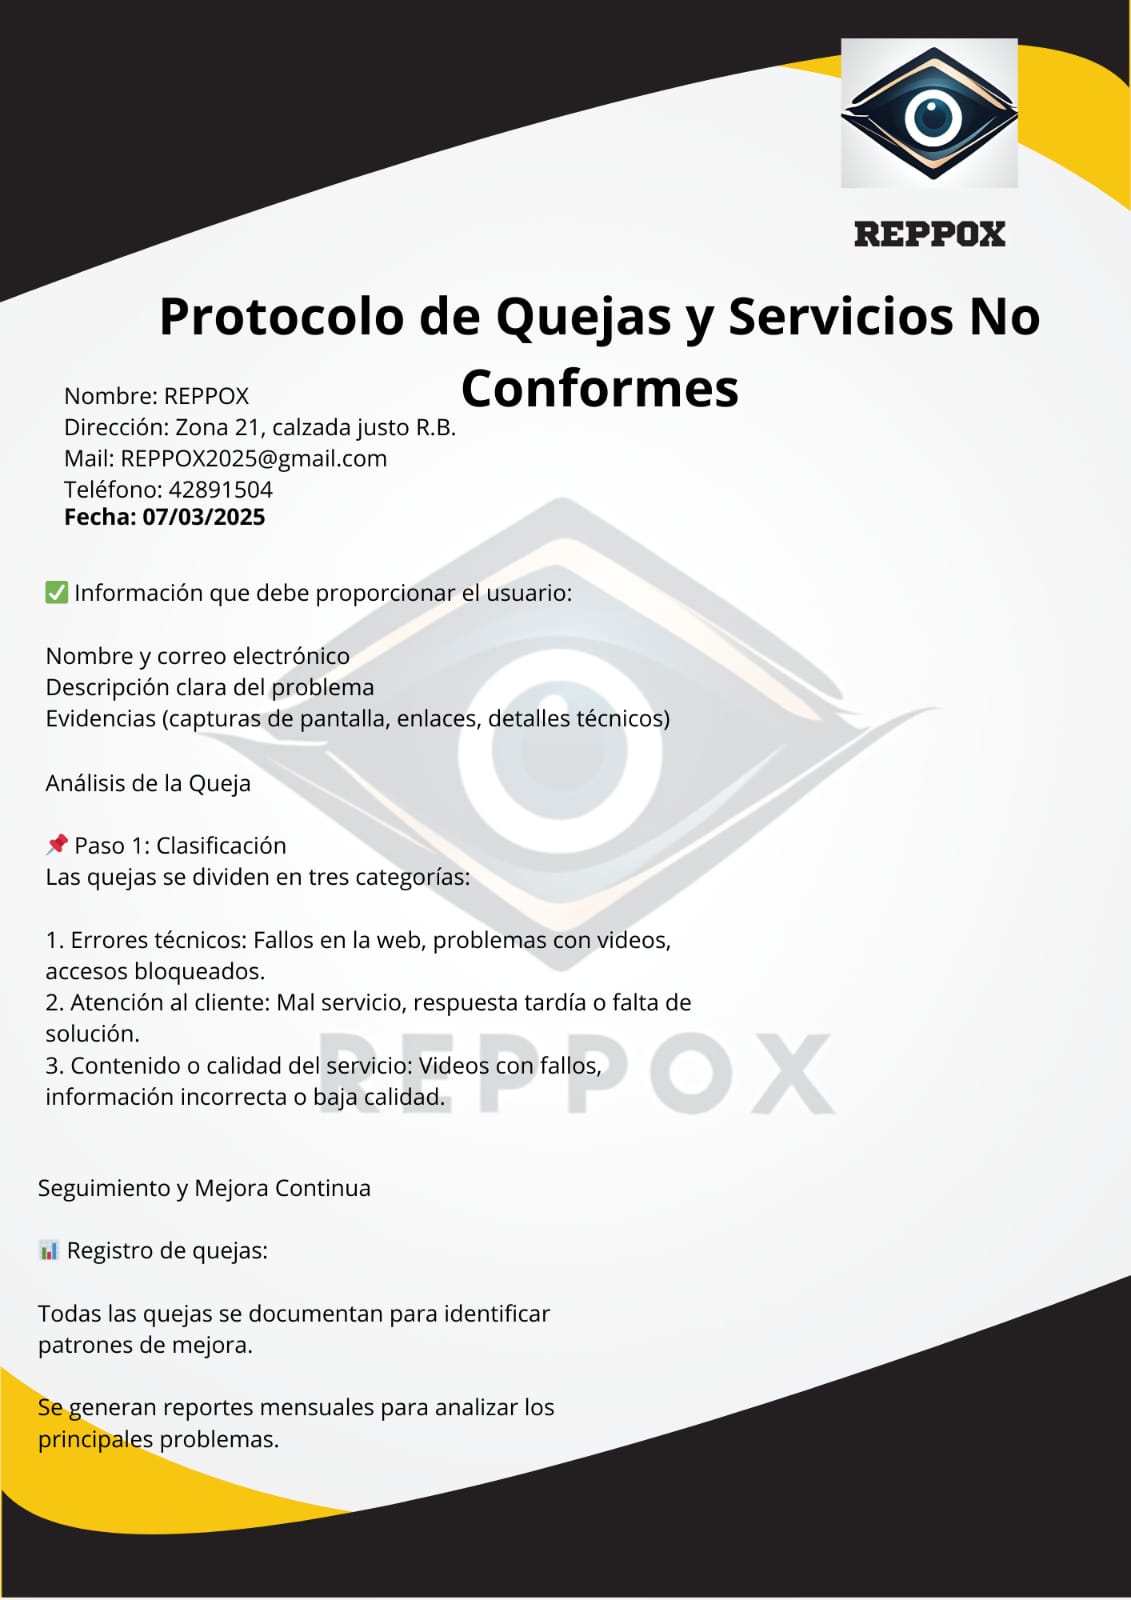 REPPOX
Protocolo de Quejas y Servicios No
Conformes
Nombre: REPPOX
Dirección: Zona 21, calzada justo R.B.
Mail: REPPOX2025@gmail.com
Teléfono: 42891504
Fecha: 07/03/2025
✅ Información que debe proporcionar el usuario:
Nombre y correo electrónico
Descripción clara del problema
Evidencias (capturas de pantalla, enlaces, detalles técnicos)
Análisis de la Queja
📌 Paso 1: Clasificación
Las quejas se dividen en tres categorías:
1. Errores técnicos: Fallos en la web, problemas con videos,
accesos bloqueados.
2. Atención al cliente: Mal servicio, respuesta tardía o falta de
solución.
3. Contenido o calidad del servicio: Videos con fallos,
información incorrecta o baja calidad.
REPPOX
Seguimiento y Mejora Continua
📊 Registro de quejas:
Todas las quejas se documentan para identificar
patrones de mejora.
Se generan reportes mensuales para analizar los
principales problemas.